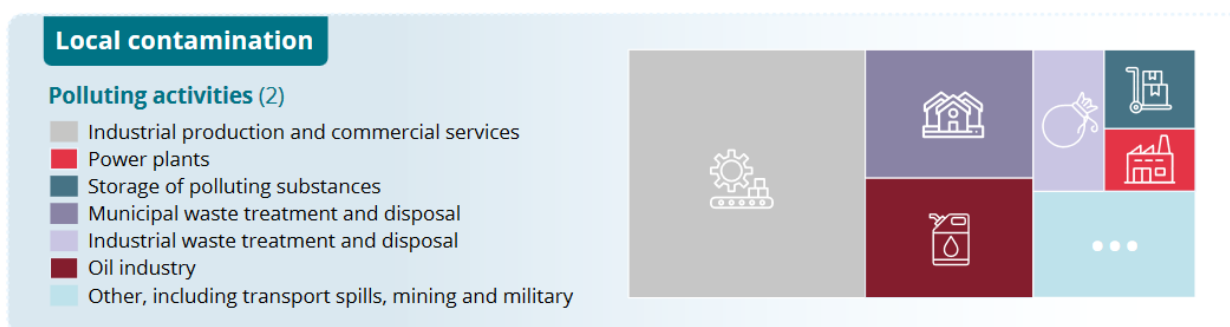 Local contamination
Polluting activities (2)
Industrial production and commercial services
Power plants
Storage of polluting substances
Municipal waste treatment and disposal
Industrial waste treatment and disposal
Oil industry
Other, including transport spills, mining and military